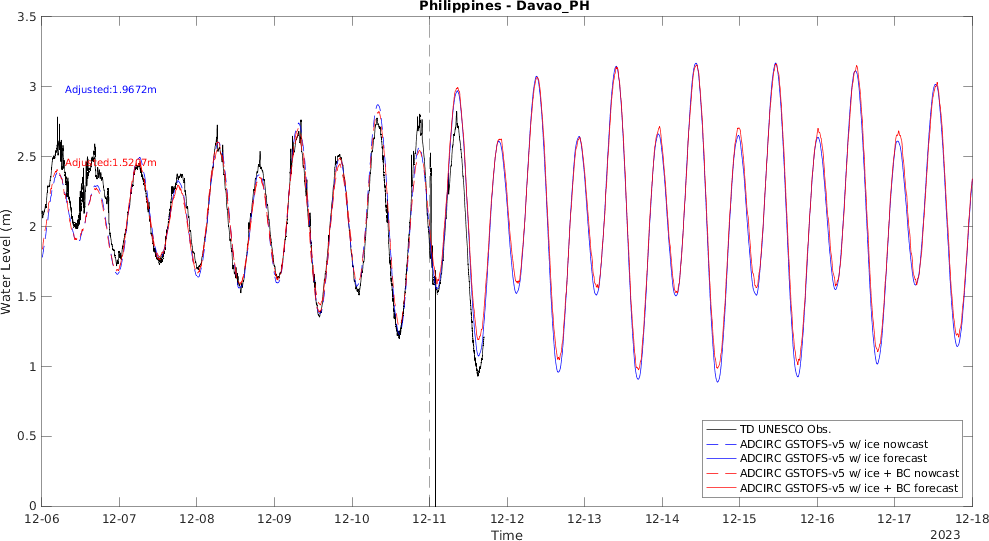 Philippines - Davao_PH
Water Level (m)
3.5
3
2.5
2
1.5
1
0.5
0
Adjusted:1.9672m
TD UNESCO Obs.
ADCIRC GSTOFS-v5 w/ ice nowcast
ADCIRC GSTOFS-v5 w/ ice forecast
ADCIRC GSTOFS-v5 w/ ice + BC nowcast
ADCIRC GSTOFS-v5 w/ ice + BC forecast
12-06 12-07 12-08 12-09 12-10 12-11 12-12 12-13 12-14 12-15 12-16 12-17 12-18
Time
2023